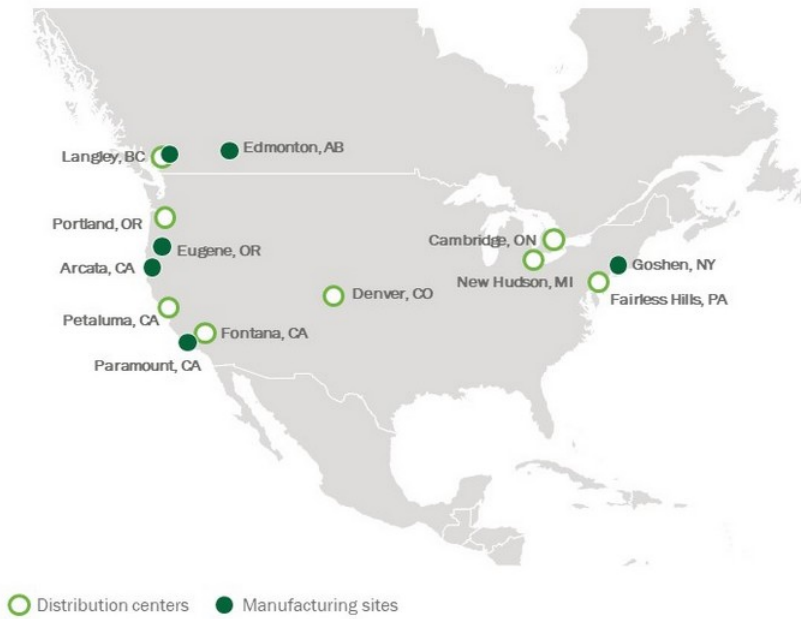 Langley, BC
Edmonton, AB
Portland, OR
Eugene, OR
Arcata, CA
Petaluma, CA
Fontana, CA
Paramount, CA
Denver, CO
Cambridge, ON
New Hudson, MI
Goshen, NY
Fairless Hills, PA
Distribution centers
Manufacturing sites